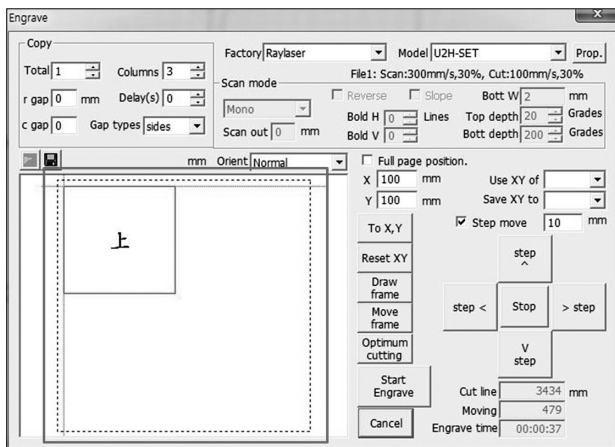 Engrave
Copy
Total 1 Columns 3
r gap 0 mm Delay(s) 0
c gap 0 Gap types sides
Factory Raylaser Model U2H-SET Prop.
File1: Scan:300mm/s,30%, Cut:100mm/s,30%
Scan mode
Mono
Scan out 0 mm
Reverse Slope Bott W 2 mm
Bold H 0 Lines Top depth 20 Grades
Bold V 0 Bott depth 200 Grades
mm Orient Normal
上
Full page position.
X 100 mm Use XY of
Y 100 mm Save XY to
To X,Y Step move 10 mm
Reset XY
Draw frame
Move frame
Optimum cutting
Start Engrave
Cancel
step ^
step < Stop > step
V step
Cut line 3434 mm
Moving 479
Engrave time 00:00:37